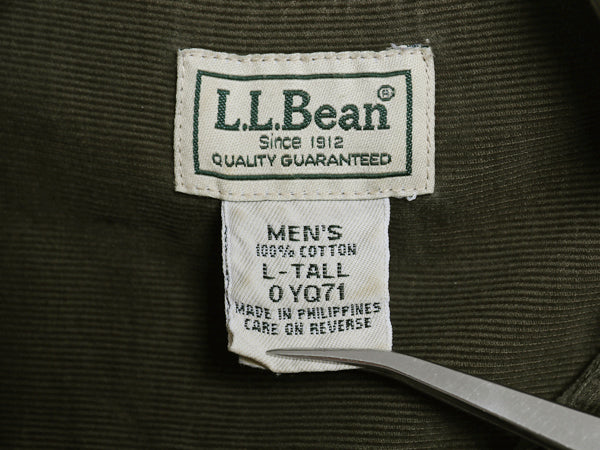 L.L.Bean®
Since 1912
QUALITY GUARANTEED
MEN'S
100% COTTON
L-TALL
0 YQ71
MADE IN PHILIPPINES
CARE ON REVERSE